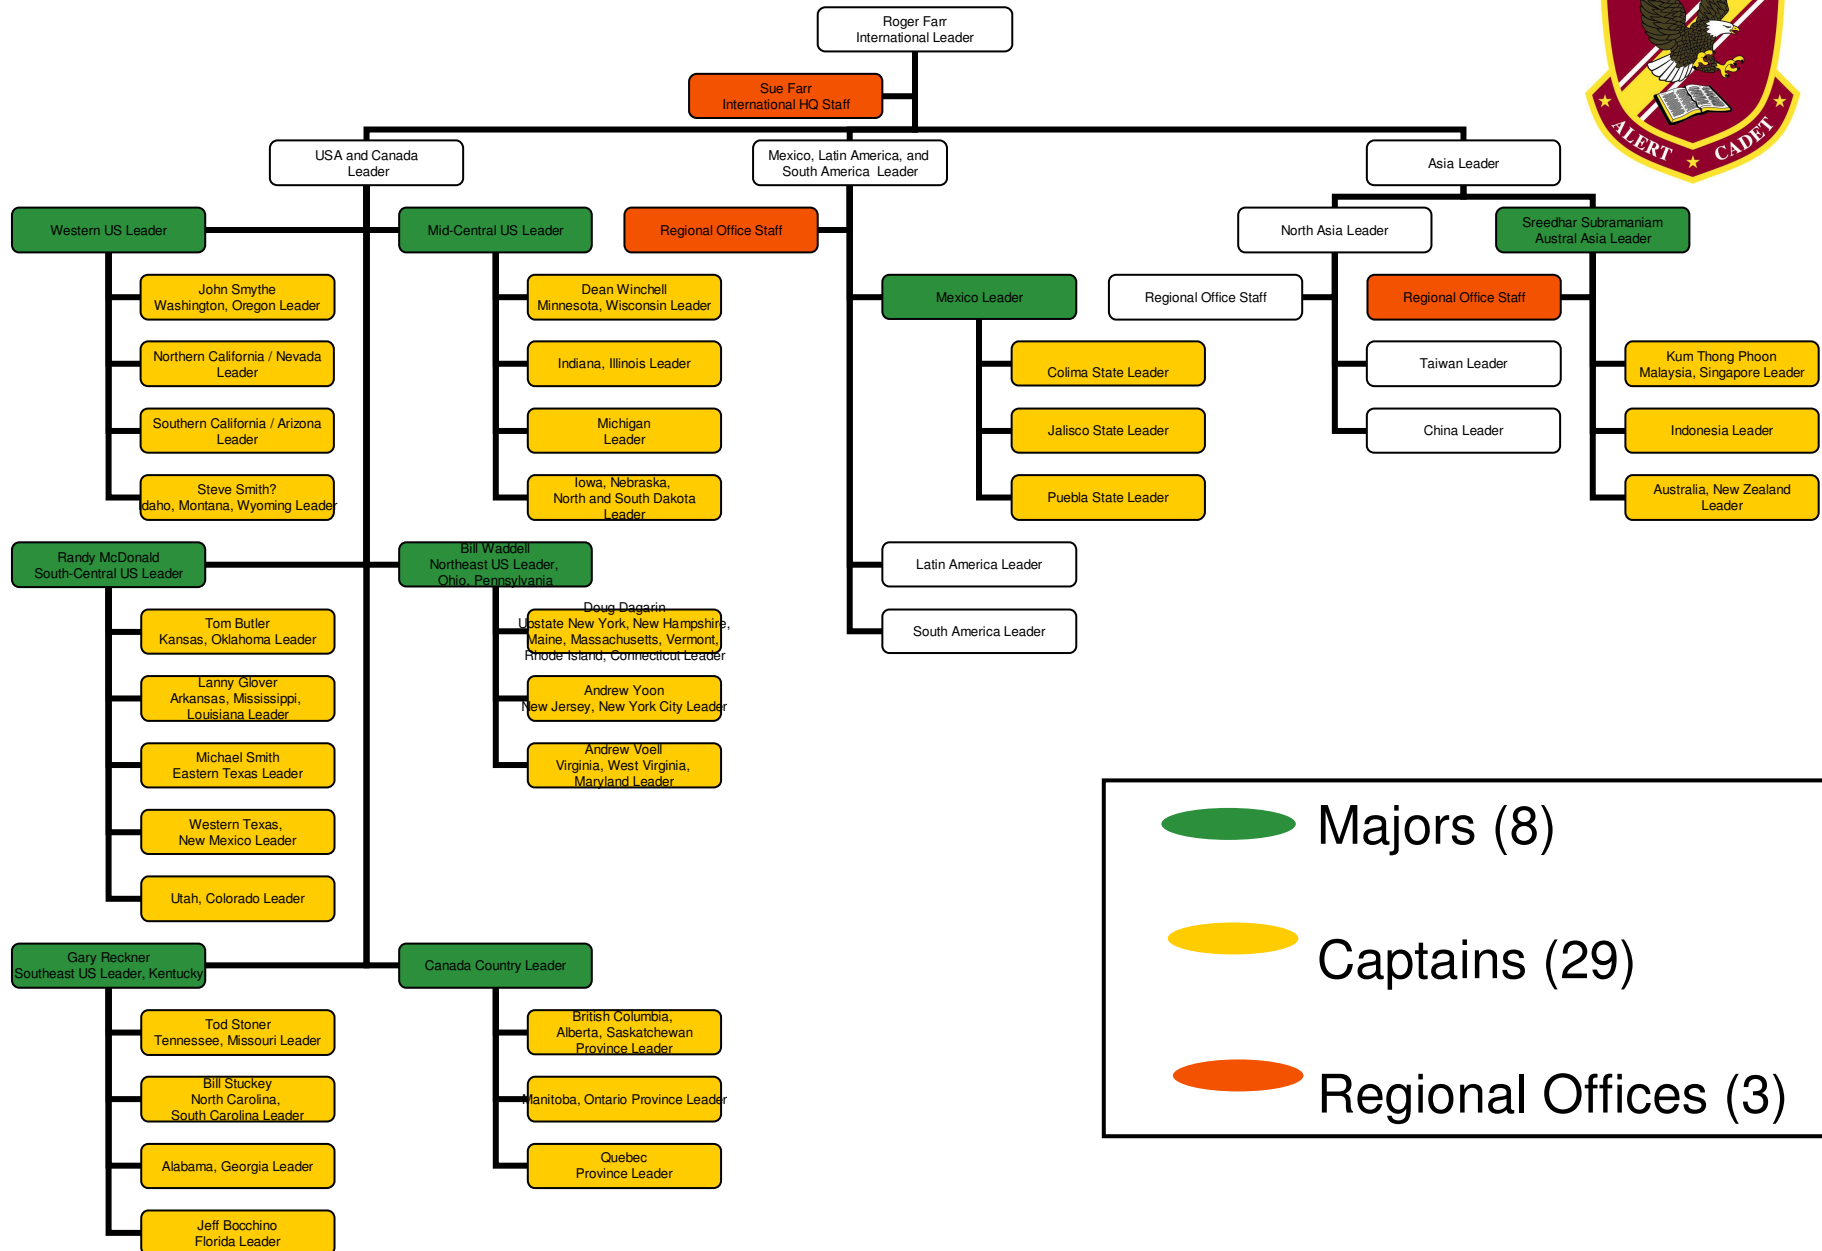 Roger Farr
International Leader
Sue Farr
International HQ Staff
ALERT CADET
USA and Canada
Leader
Mexico, Latin America, and
South America Leader
Asia Leader
Western US Leader
Mid-Central US Leader
Regional Office Staff
North Asia Leader
Sreedhar Subramaniam
Austral Asia Leader
John Smythe
Washington, Oregon Leader
Dean Winchell
Minnesota, Wisconsin Leader
Mexico Leader
Regional Office Staff
Regional Office Staff
Northern California / Nevada
Leader
Indiana, Illinois Leader
Colima State Leader
Taiwan Leader
Kum Thong Phoon
Malaysia, Singapore Leader
Southern California / Arizona
Leader
Michigan
Leader
Jalisco State Leader
China Leader
Indonesia Leader
Steve Smith?
Idaho, Montana, Wyoming Leader
Iowa, Nebraska,
North and South Dakota
Leader
Puebla State Leader
Australia, New Zealand
Leader
Randy McDonald
South-Central US Leader
Bill Waddell
Northeast US Leader,
Ohio, Pennsylvania
Latin America Leader
Tom Butler
Kansas, Oklahoma Leader
Doug Dagarin
Upstate New York, New Hampshire,
Maine, Massachusetts, Vermont,
Rhode Island, Connecticut Leader
South America Leader
Lanny Glover
Arkansas, Mississippi,
Louisiana Leader
Andrew Yoon
New Jersey, New York City Leader
Michael Smith
Eastern Texas Leader
Andrew Voell
Virginia, West Virginia,
Maryland Leader
Western Texas,
New Mexico Leader
Utah, Colorado Leader
Gary Reckner
Southeast US Leader, Kentucky
Canada Country Leader
Tod Stoner
Tennessee, Missouri Leader
British Columbia,
Alberta, Saskatchewan
Province Leader
Bill Stuckey
North Carolina,
South Carolina Leader
Manitoba, Ontario Province Leader
Alabama, Georgia Leader
Quebec
Province Leader
Jeff Bocchino
Florida Leader
Majors (8)
Captains (29)
Regional Offices (3)